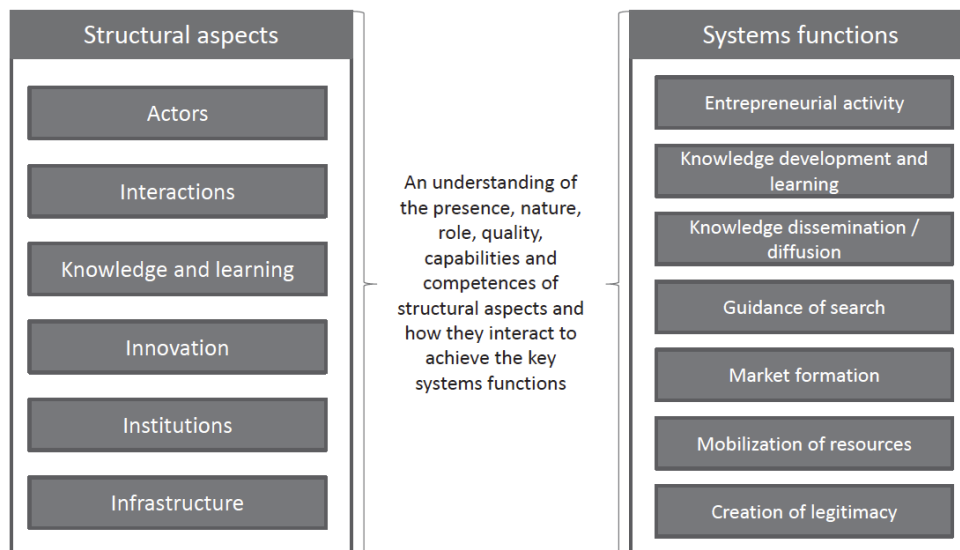 Structural aspects
Actors
Interactions
Knowledge and learning
Innovation
Institutions
Infrastructure
An understanding of
the presence, nature,
role, quality,
capabilities and
competences of
structural aspects and
how they interact to
achieve the key
systems functions
Systems functions
Entrepreneurial activity
Knowledge development and
learning
Knowledge dissemination /
diffusion
Guidance of search
Market formation
Mobilization of resources
Creation of legitimacy